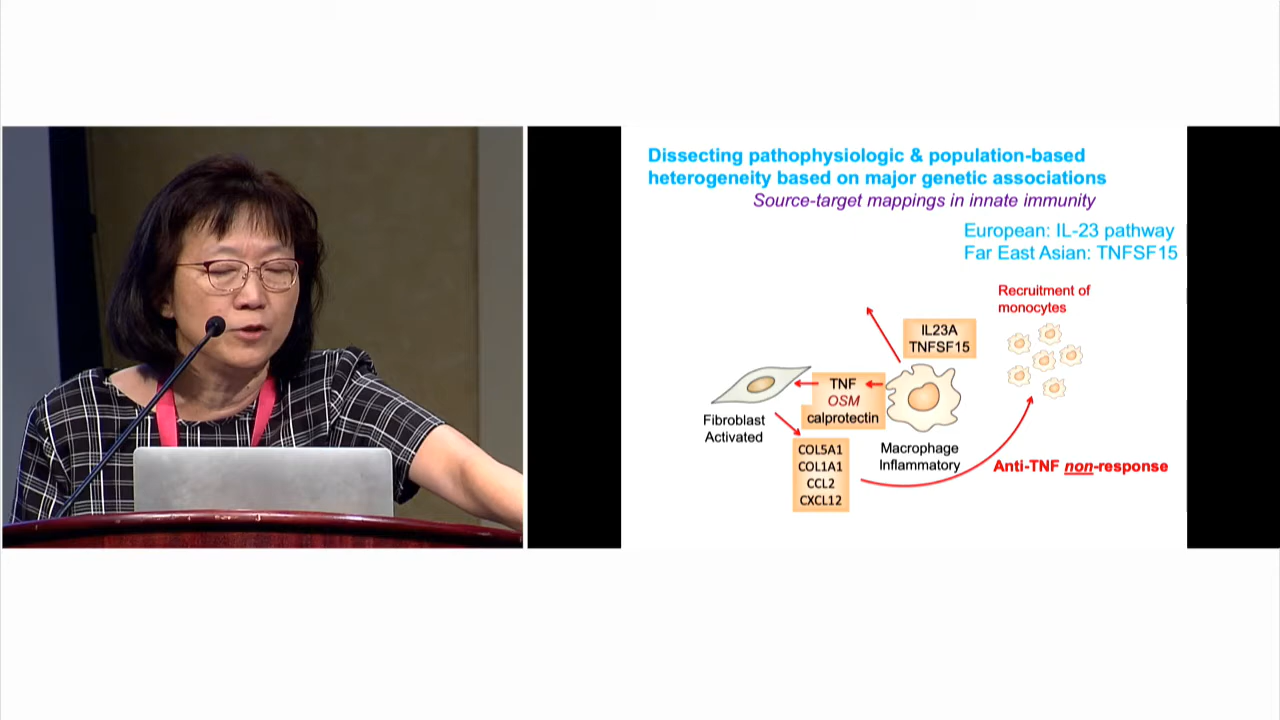 Dissecting pathophysiologic & population-based
heterogeneity based on major genetic associations
Source-target mappings in innate immunity
European: IL-23 pathway
Far East Asian: TNFSF15
Recruitment of
monocytes
IL23A
TNFSF15
TNF
OSM
calprotectin
Fibroblast
Activated
COL5A1
COL1A1
CCL2
CXCL12
Macrophage
Inflammatory
Anti-TNF non-response